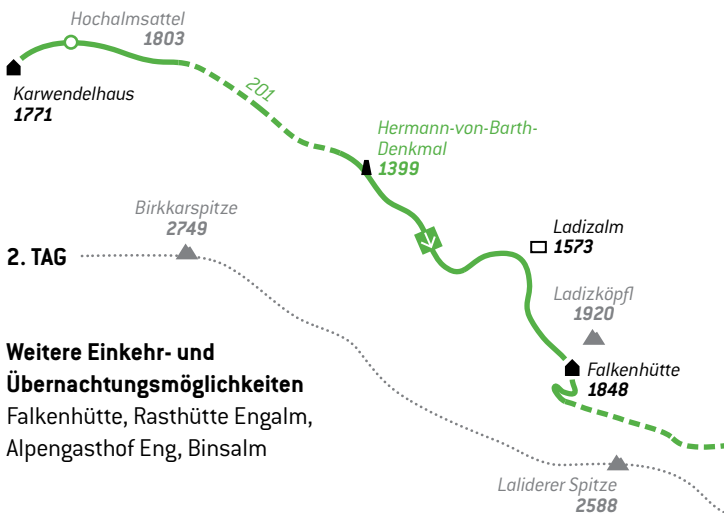 Hochalmsattel
1803
Karwendelhaus
1771
201
Hermann-von-Barth-
Denkmal
1399
Birkkarspitze
2749
2. TAG
Ladizalm
1573
Ladizköpfl
1920
Weitere Einkehr- und
Übernachtungsmöglichkeiten
Falkenhütte, Rasthütte Engalm,
Alpengasthof Eng, Binsalm
Falkenhütte
1848
Laliderer Spitze
2588